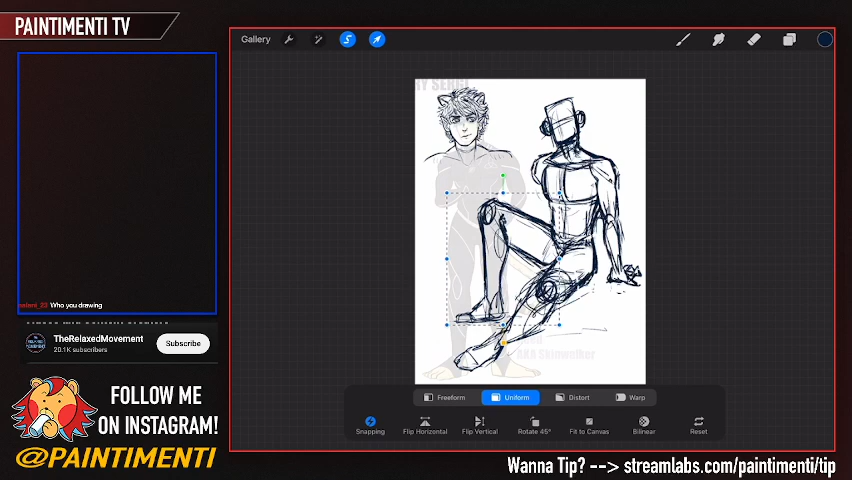 PAINTIMENTI TV
Gallery
RY SERGI
Who you drawing
TheRelaxedMovement
20.1K subscribers
Subscribe
AKA Skinwalker
Freeform
Uniform
Distort
Warp
Snapping
Flip Horizontal
Flip Vertical
Rotate 45°
Fit to Canvas
Bilinear
Reset
FOLLOW ME
ON INSTAGRAM!
@PAINTIMENTI
Wanna Tip? --> streamlabs.com/paintimenti/tip